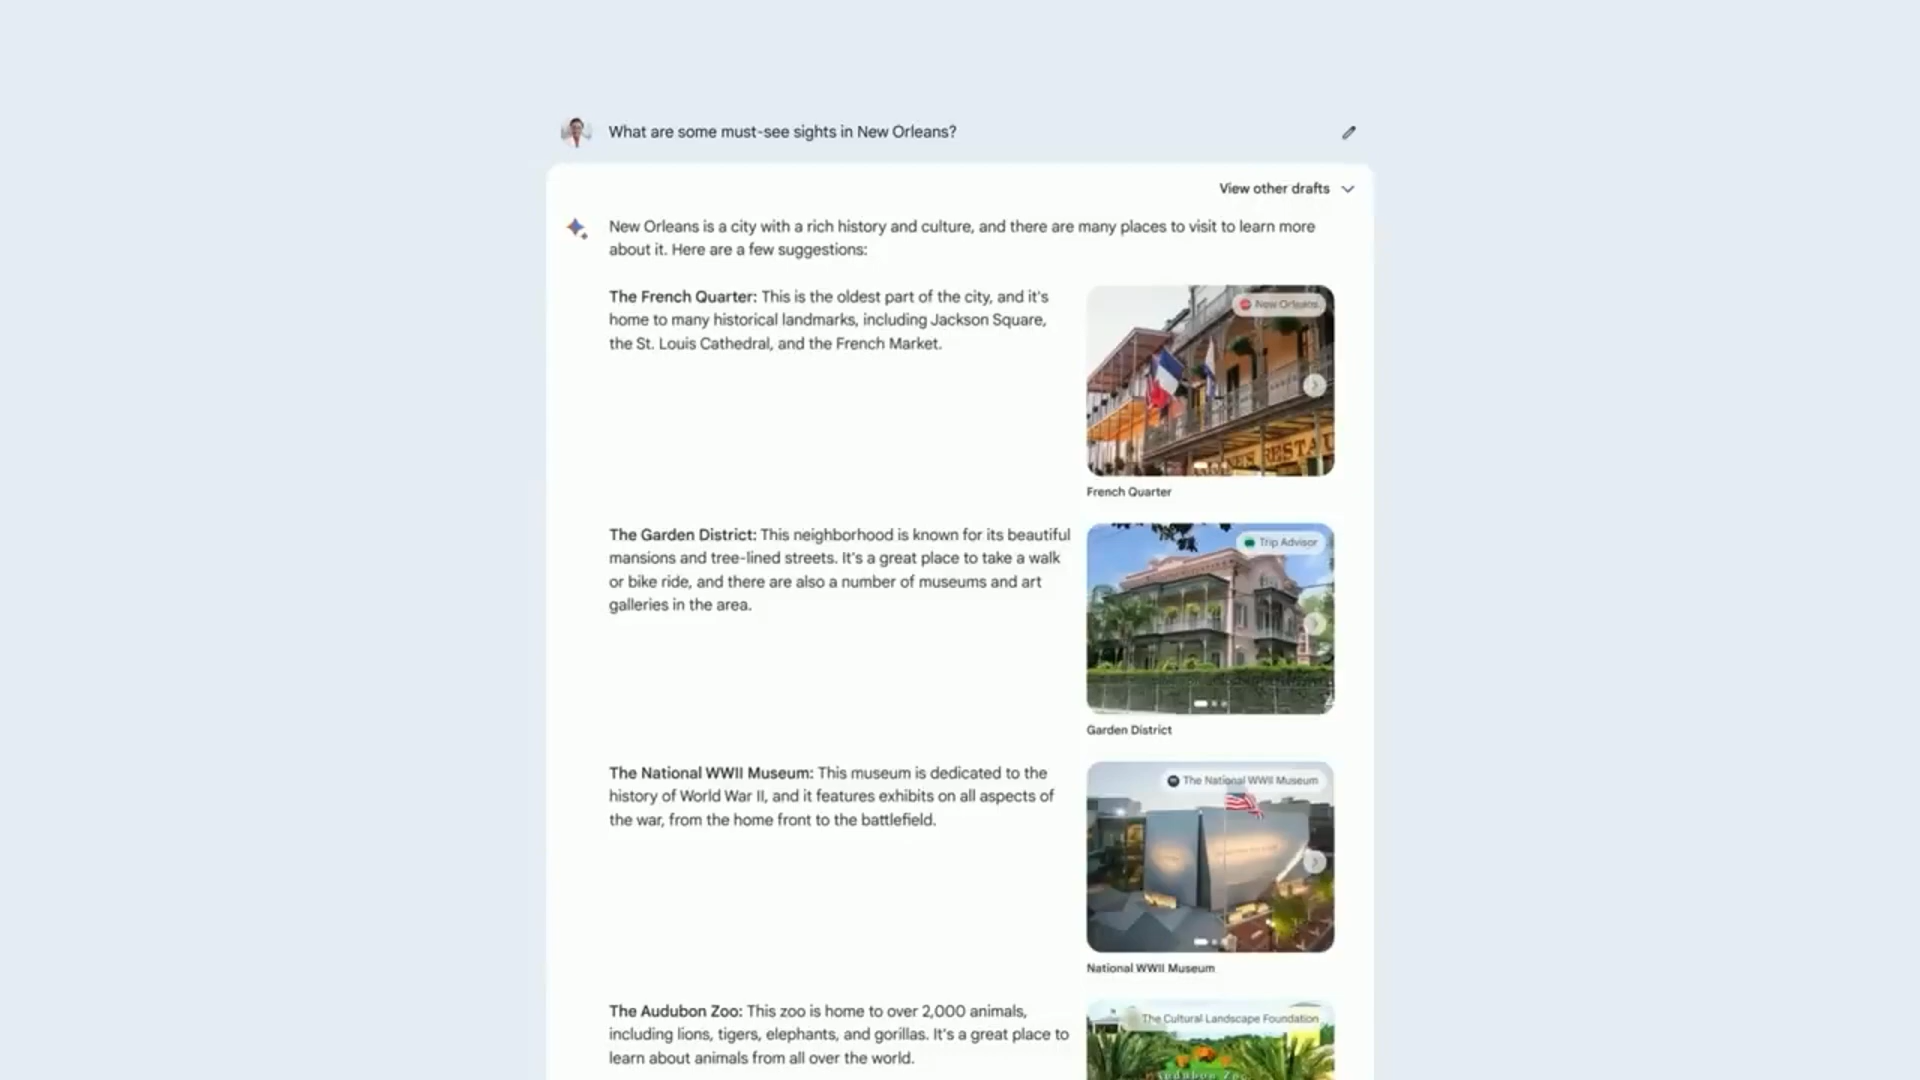 What are some must-see sights in New Orleans?
View other drafts
New Orleans is a city with a rich history and culture, and there are many places to visit to learn more
about it. Here are a few suggestions:
The French Quarter: This is the oldest part of the city, and it's
home to many historical landmarks, including Jackson Square,
the St. Louis Cathedral, and the French Market.
New Orleans
RESTAU
French Quarter
The Garden District: This neighborhood is known for its beautiful
mansions and tree-lined streets. It's a great place to take a walk
or bike ride, and there are also a number of museums and art
galleries in the area.
Trip Advisor
Garden District
The National WWII Museum: This museum is dedicated to the
history of World War II, and it features exhibits on all aspects of
the war, from the home front to the battlefield.
The National WWII Museum
National WWII Museum
The Audubon Zoo: This zoo is home to over 2,000 animals,
including lions, tigers, elephants, and gorillas. It's a great place to
learn about animals from all over the world.
The Cultural Landscape Foundation
Audubon Zoo